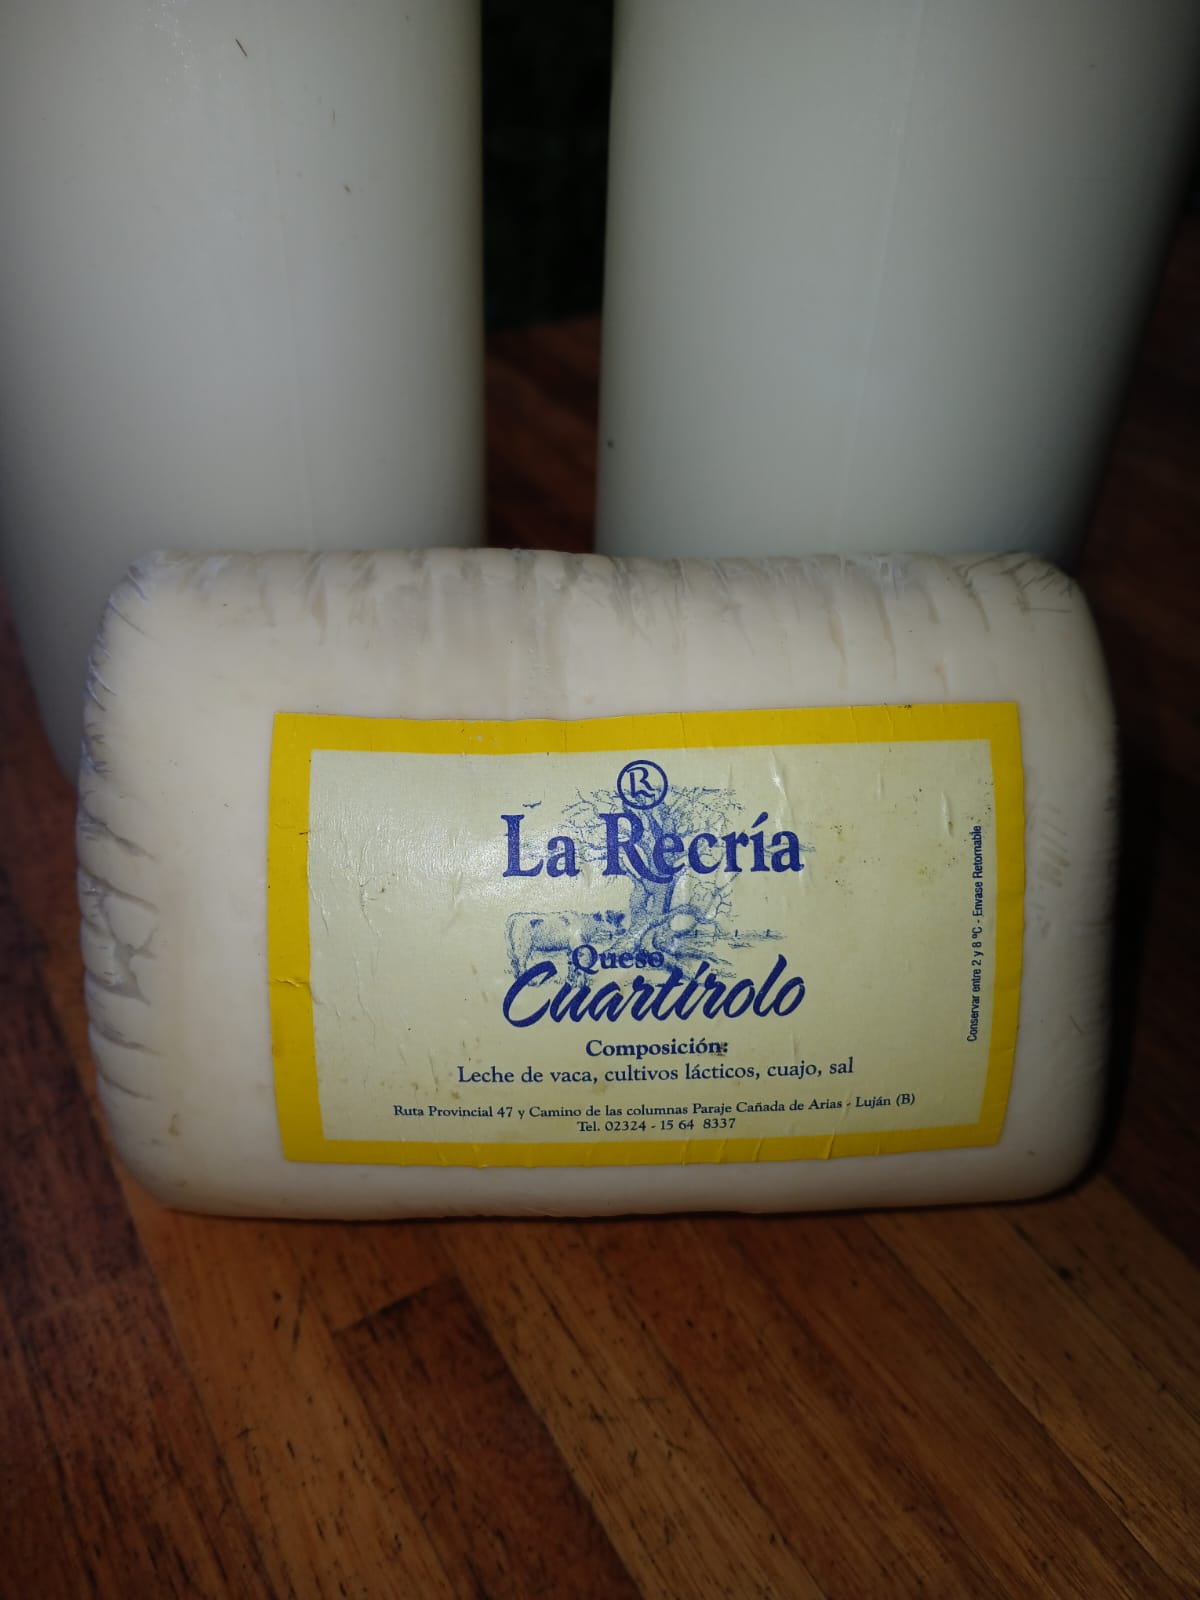 R
La Recría
Queso
Cuartirolo
Composición:
Leche de vaca, cultivos lácticos, cuajo, sal
Ruta Provincial 47 y Camino de las columnas Paraje Cañada de Arias - Luján (B)
Tel. 02324 - 15 64 8337
Conservar entre 2 y 8 ºC - Envase Retornable